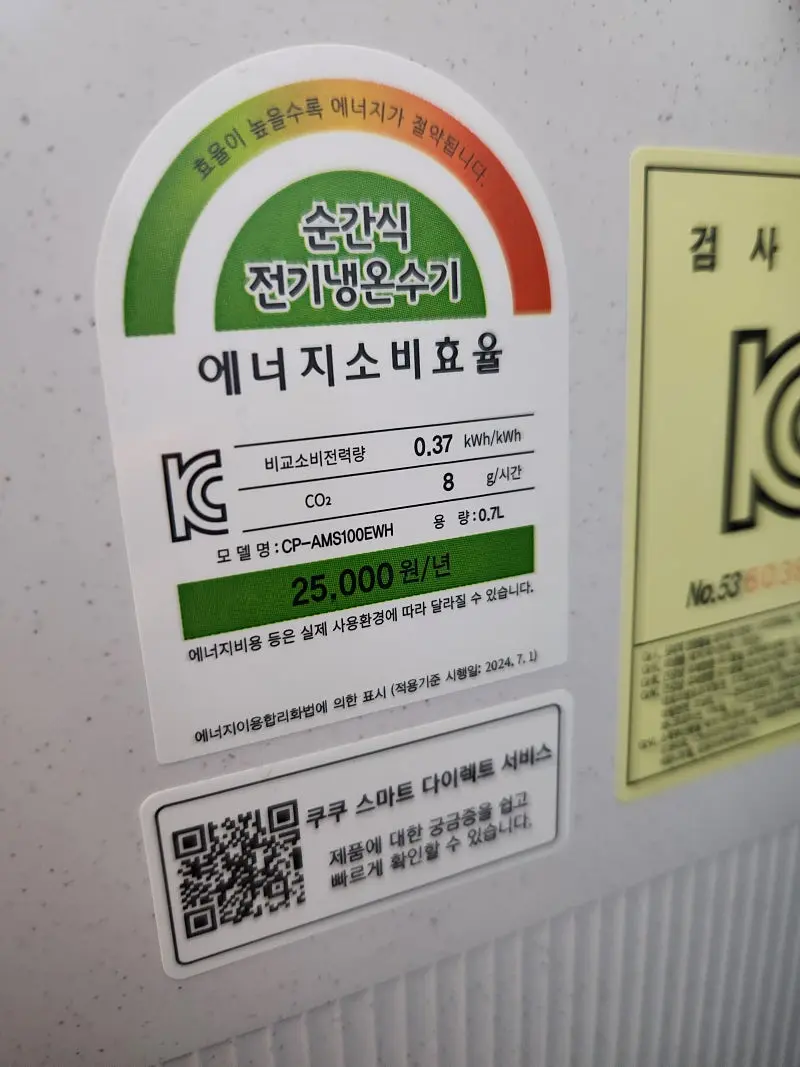 효율이 높을수록 에너지가 절약됩니다.
순간식
전기냉온수기
에너지소비효율
비교소비전력량 0.37 kWh/kWh
CO₂ 8 g/시간
모델명:CP-AMS100EWH 용 량:0.7L
25,000원/년
에너지비용 등은 실제 사용환경에 따라 달라질 수 있습니다.
에너지이용합리화법에 의한 표시 (적용기준 시행일: 2024. 7. 1)
쿠쿠 스마트 다이렉트 서비스
제품에 대한 궁금증을 쉽고
빠르게 확인할 수 있습니다.
검 사
No.53